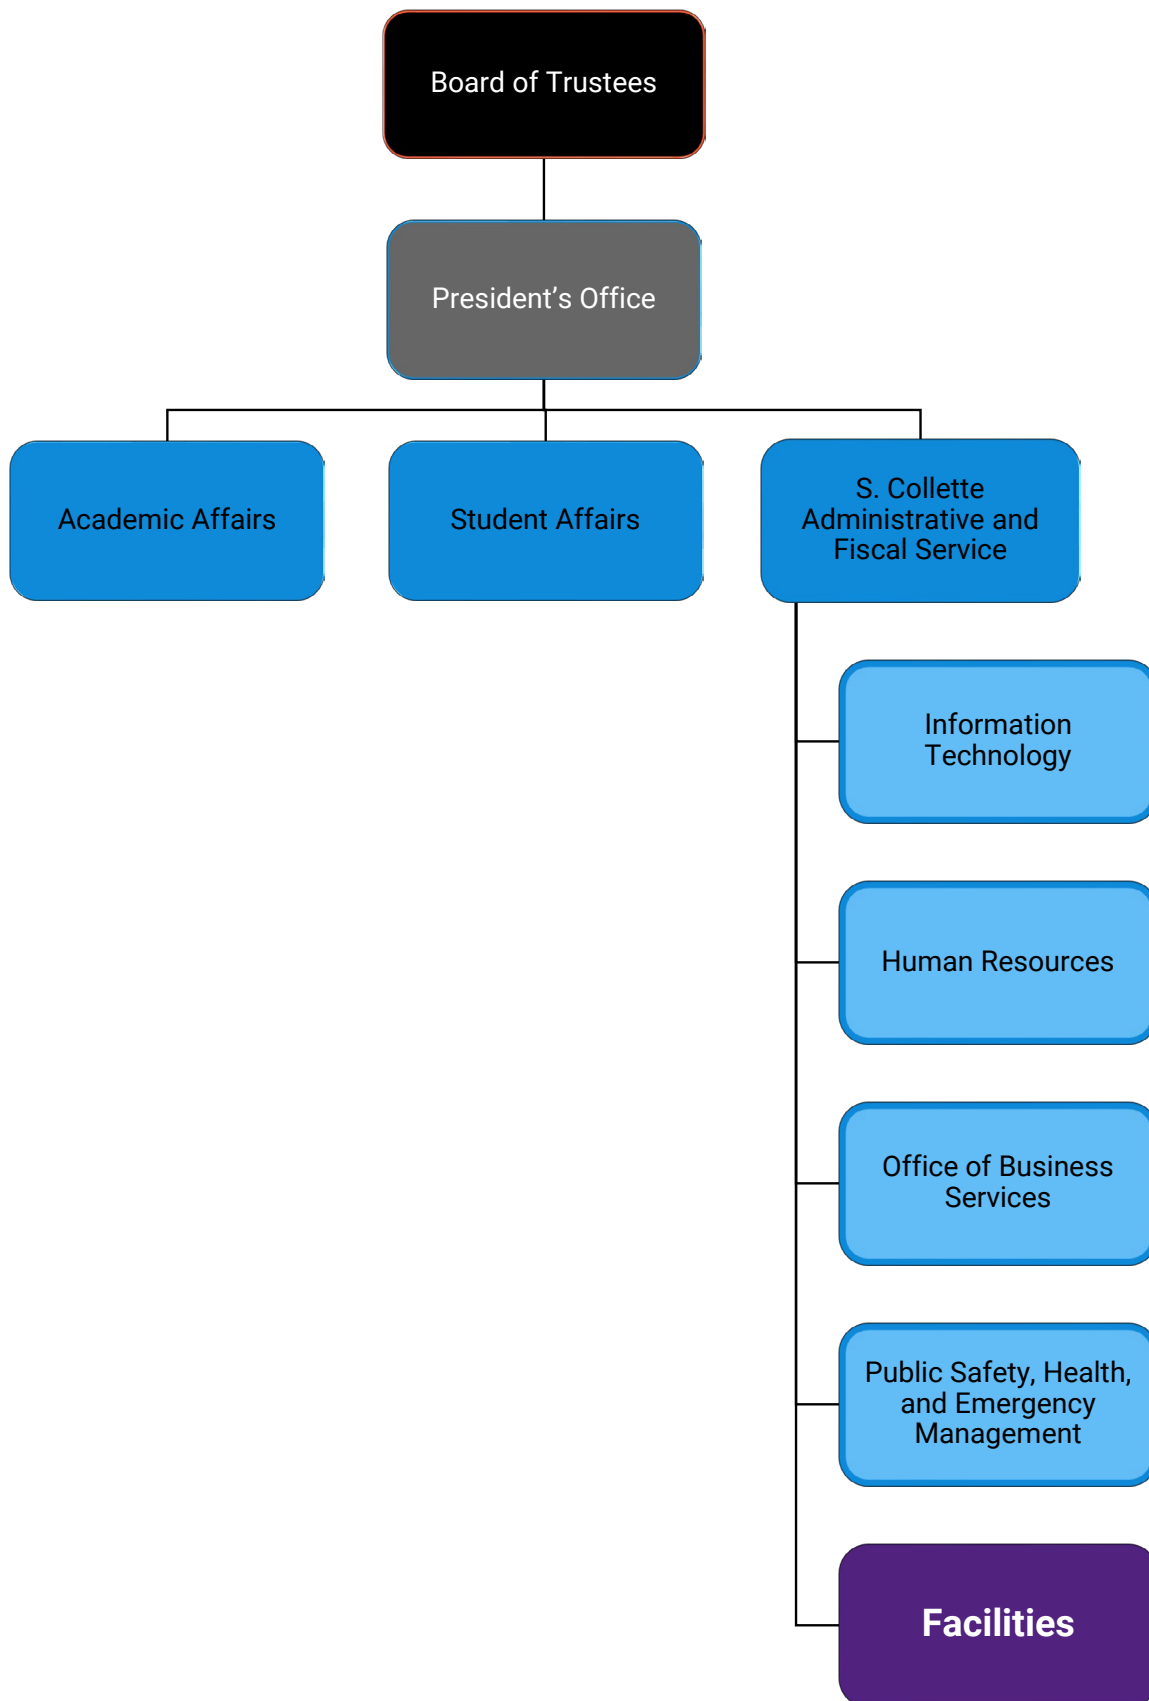 Board of Trustees
President’s Office
Academic Affairs
Student Affairs
S. Collette
Administrative and
Fiscal Service
Information
Technology
Human Resources
Office of Business
Services
Public Safety, Health,
and Emergency
Management
Facilities